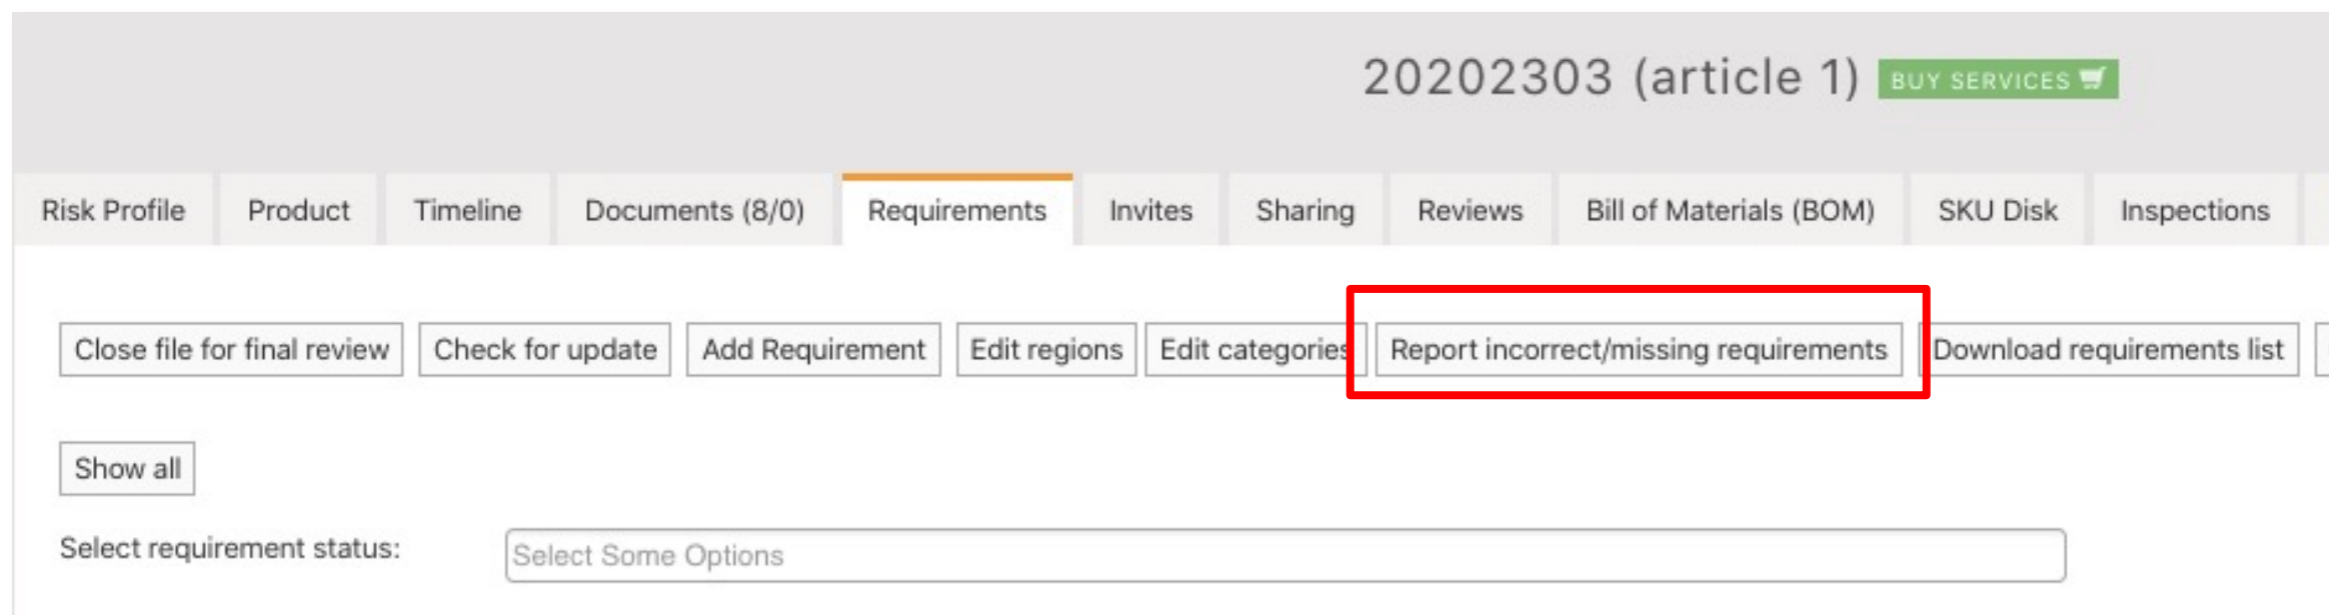 20202303 (article 1) BUY SERVICES
Risk Profile Product Timeline Documents (8/0) Requirements Invites Sharing Reviews Bill of Materials (BOM) SKU Disk Inspections
Close file for final review Check for update Add Requirement Edit regions Edit categories Report incorrect/missing requirements Download requirements list
Show all
Select requirement status: Select Some Options